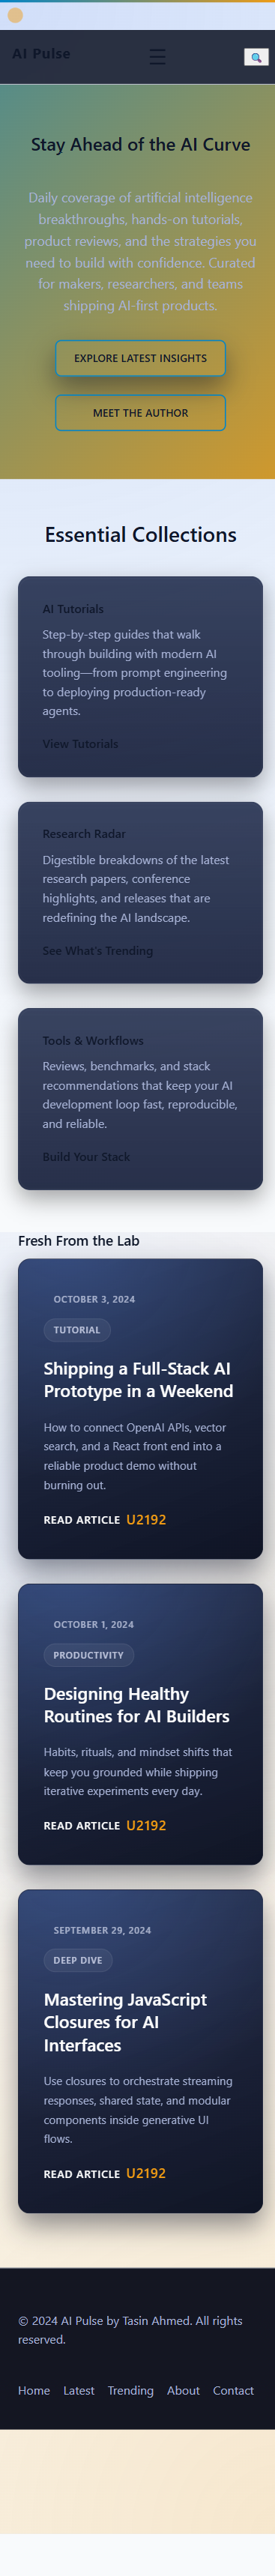 AI Pulse
Stay Ahead of the AI Curve
Daily coverage of artificial intelligence
breakthroughs, hands-on tutorials,
product reviews, and the strategies you
need to build with confidence. Curated
for makers, researchers, and teams
shipping AI-first products.
EXPLORE LATEST INSIGHTS
MEET THE AUTHOR
Essential Collections
AI Tutorials
Step-by-step guides that walk
through building with modern AI
tooling—from prompt engineering
to deploying production-ready
agents.
View Tutorials
Research Radar
Digestible breakdowns of the latest
research papers, conference
highlights, and releases that are
redefining the AI landscape.
See What's Trending
Tools & Workflows
Reviews, benchmarks, and stack
recommendations that keep your AI
development loop fast, reproducible,
and reliable.
Build Your Stack
Fresh From the Lab
OCTOBER 3, 2024
TUTORIAL
Shipping a Full-Stack AI
Prototype in a Weekend
How to connect OpenAI APIs, vector
search, and a React front end into a
reliable product demo without
burning out.
READ ARTICLE U2192
OCTOBER 1, 2024
PRODUCTIVITY
Designing Healthy
Routines for AI Builders
Habits, rituals, and mindset shifts that
keep you grounded while shipping
iterative experiments every day.
READ ARTICLE U2192
SEPTEMBER 29, 2024
DEEP DIVE
Mastering JavaScript
Closures for AI
Interfaces
Use closures to orchestrate streaming
responses, shared state, and modular
components inside generative UI
flows.
READ ARTICLE U2192
© 2024 AI Pulse by Tasin Ahmed. All rights
reserved.
Home Latest Trending About Contact